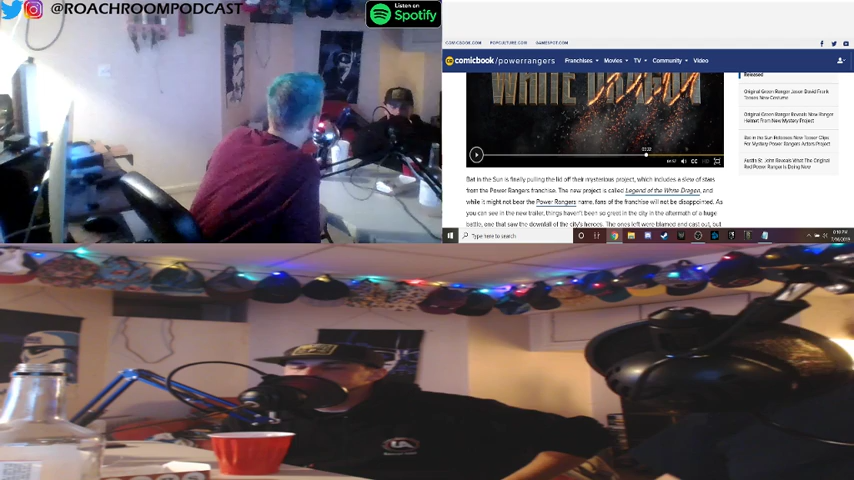 @ROACHROOMPODCAST
Listen on
Spotify
COMICBOOK.COM POPCULTURE.COM GAMESPOT.COM
comicbook/powerrangers
Franchises Movies TV Community Video
WHITE DRAGON
Released
Original Green Ranger Jason David Frank
Teases New Costume
Original Green Ranger Reveals New Ranger
Helmet From New Mystery Project
Bat in the Sun Releases New Teaser Clips
For Mystery Power Rangers Actors Project
Austin St. John Reveals What The Original
Red Power Ranger Is Doing Now
Bat in the Sun is finally pulling the lid off their mysterious project, which includes a slew of stars
from the Power Rangers franchise. The new project is called Legend of the White Dragon, and
while it might not bear the Power Rangers name, fans of the franchise will not be disappointed. As
you can see in the new trailer, things haven't been so great in the city in the aftermath of a huge
battle, one that saw the downfall of the city's heroes. The ones left were blamed and cast out, but
Type here to search